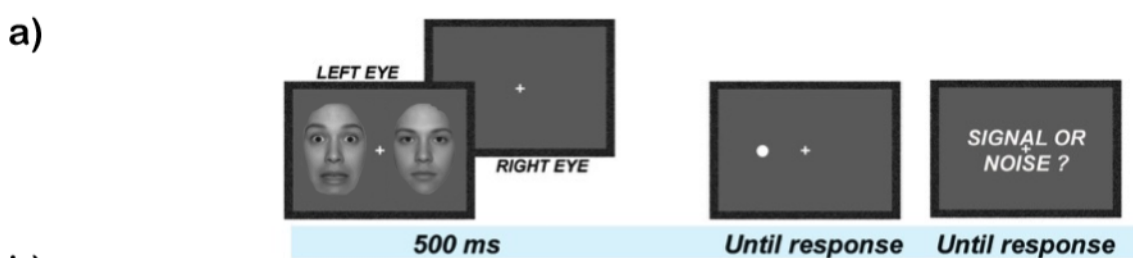 a)
LEFT EYE
RIGHT EYE
SIGNAL OR
NOISE ?
500 ms
Until response
Until response